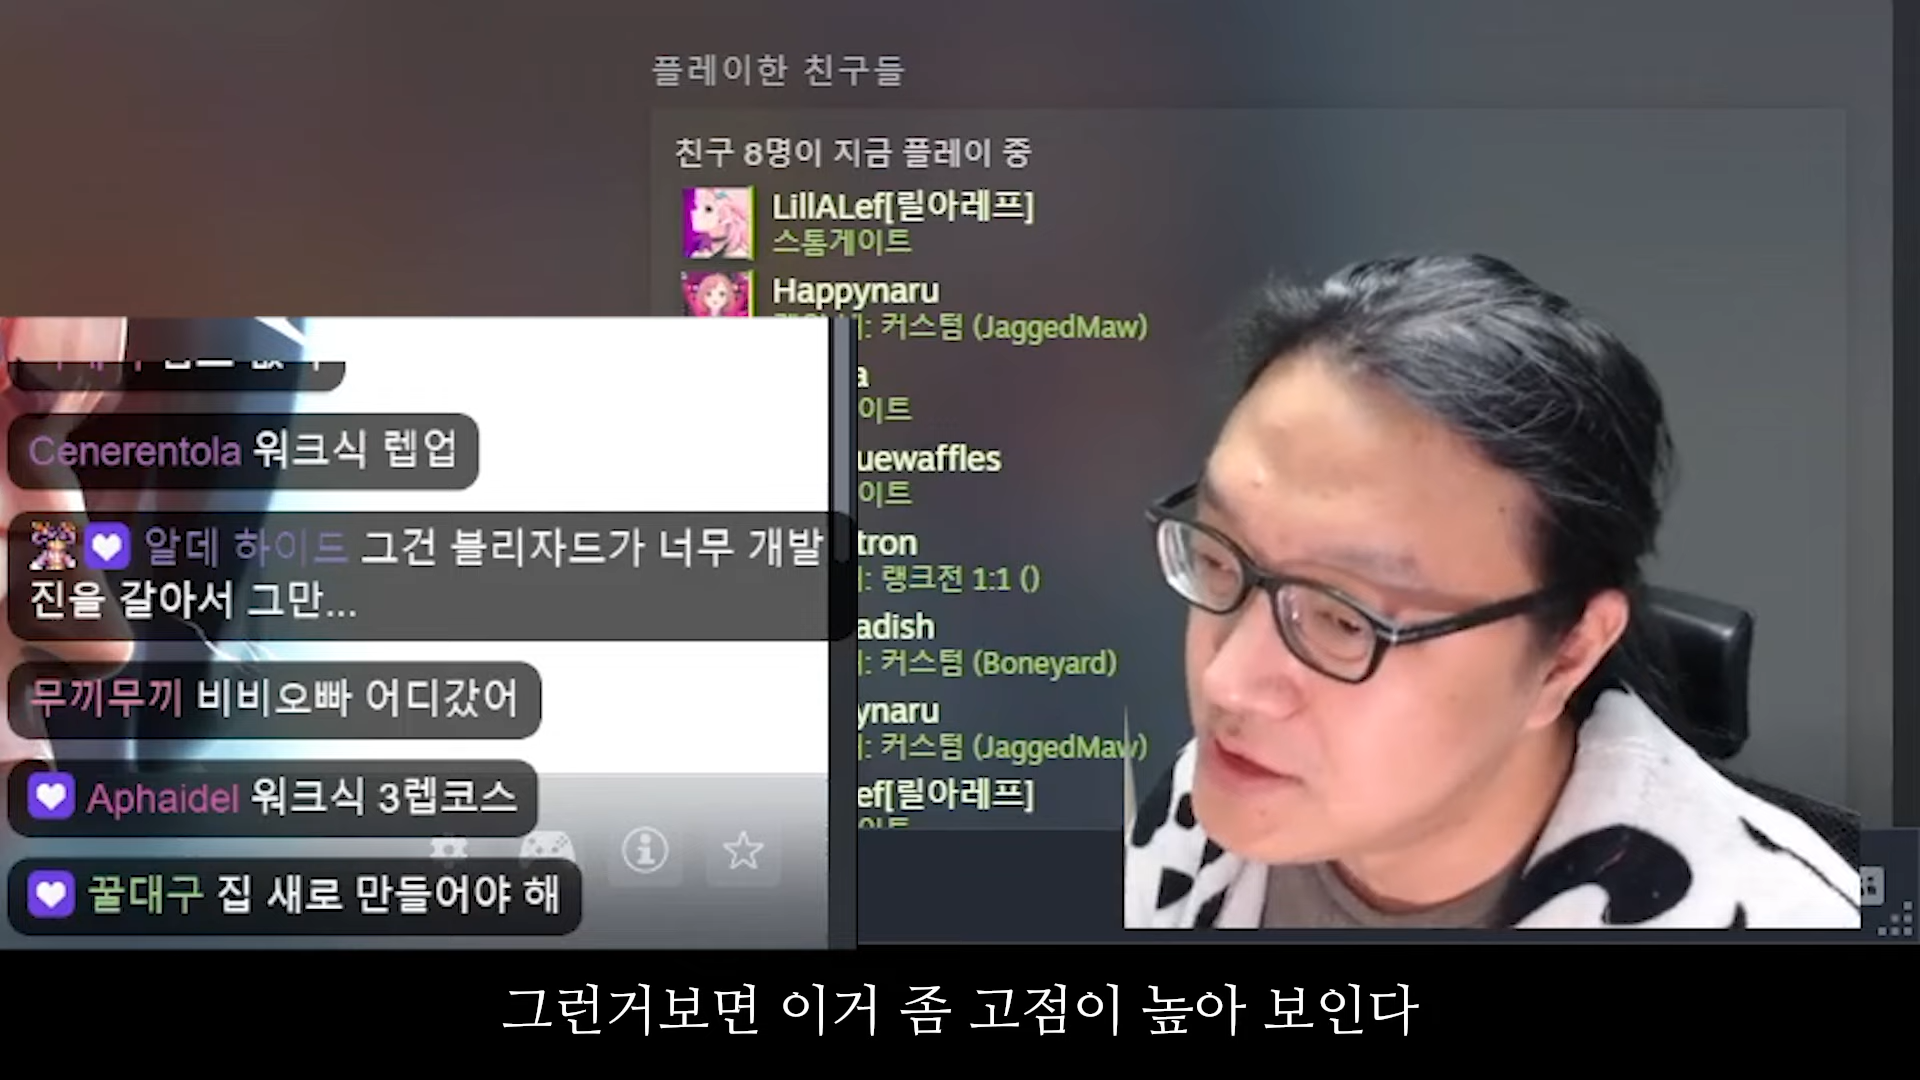 플레이한 친구들
친구 8명이 지금 플레이 중
LillALef[릴아레프]
스톰게이트
Happynaru
커스텀 (JaggedMaw)
이트
uewaffles
이트
tron
: 랭크전 1:1 ()
adish
: 커스텀 (Boneyard)
ynaru
: 커스텀 (JaggedMaw)
ef[릴아레프]
Cenerentola 워크식 렙업
알데 하이드 그건 블리자드가 너무 개발
진을 갈아서 그만...
무끼무끼 비비오빠 어디갔어
Aphaidel 워크식 3렙코스
꿀대구 집 새로 만들어야 해
그런거보면 이거 좀 고점이 높아 보인다